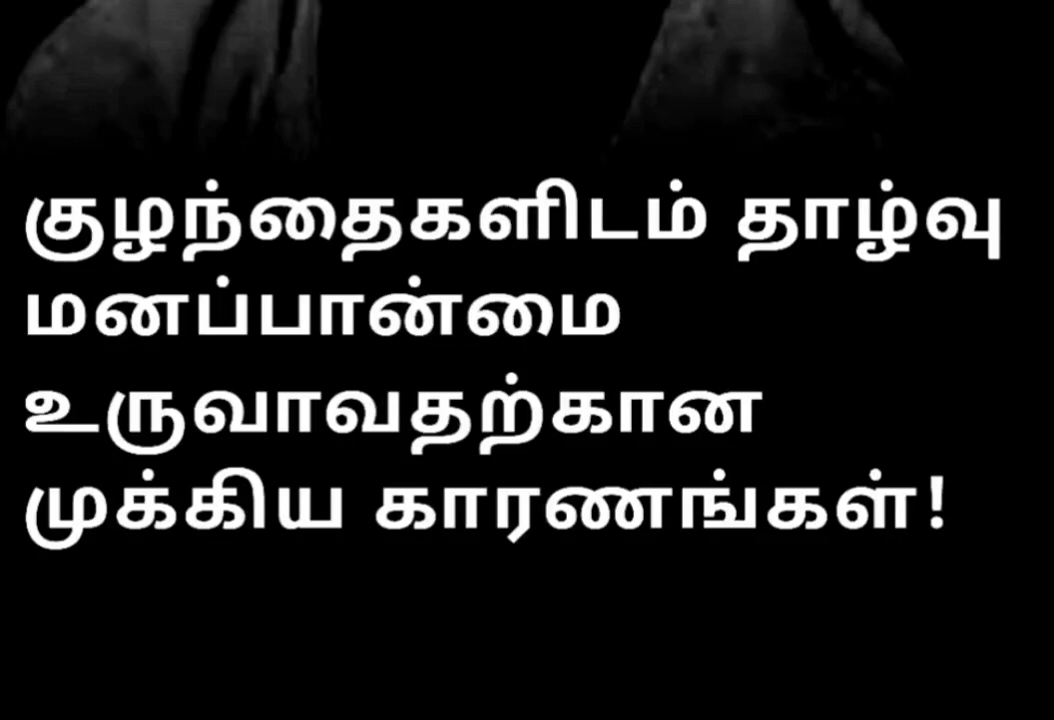 குழந்தைகளிடம் தாழ்வு
மனப்பான்மை
உருவாவதற்கான
முக்கிய காரணங்கள்!